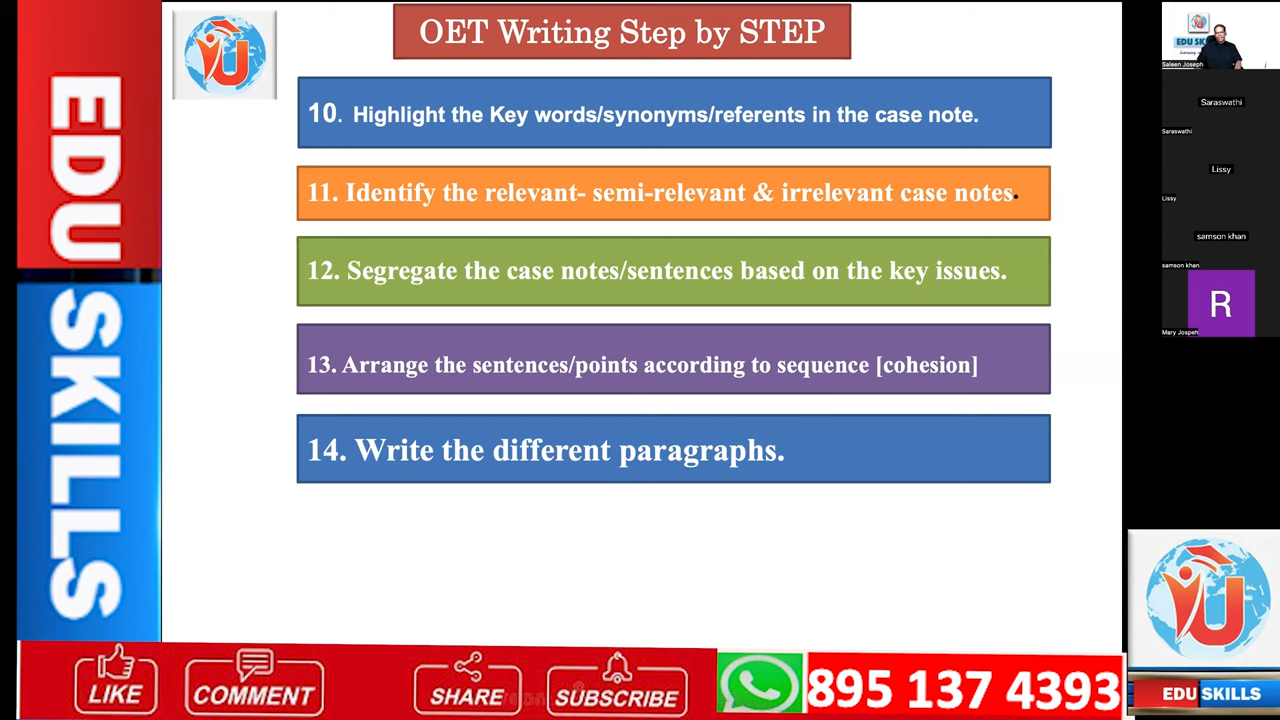 EDU SKILLS
U
OET Writing Step by STEP
10. Highlight the Key words/synonyms/referents in the case note.
11. Identify the relevant- semi-relevant & irrelevant case notes.
12. Segregate the case notes/sentences based on the key issues.
13. Arrange the sentences/points according to sequence [cohesion]
14. Write the different paragraphs.
Saleen Joseph
Saraswathi
Saraswathi
Lissy
Lissy
samson khan
samson khan
R
Mary Jospeh
U
EDU SKILLS
LIKE
COMMENT
SHARE
SUBSCRIBE
895 137 4393